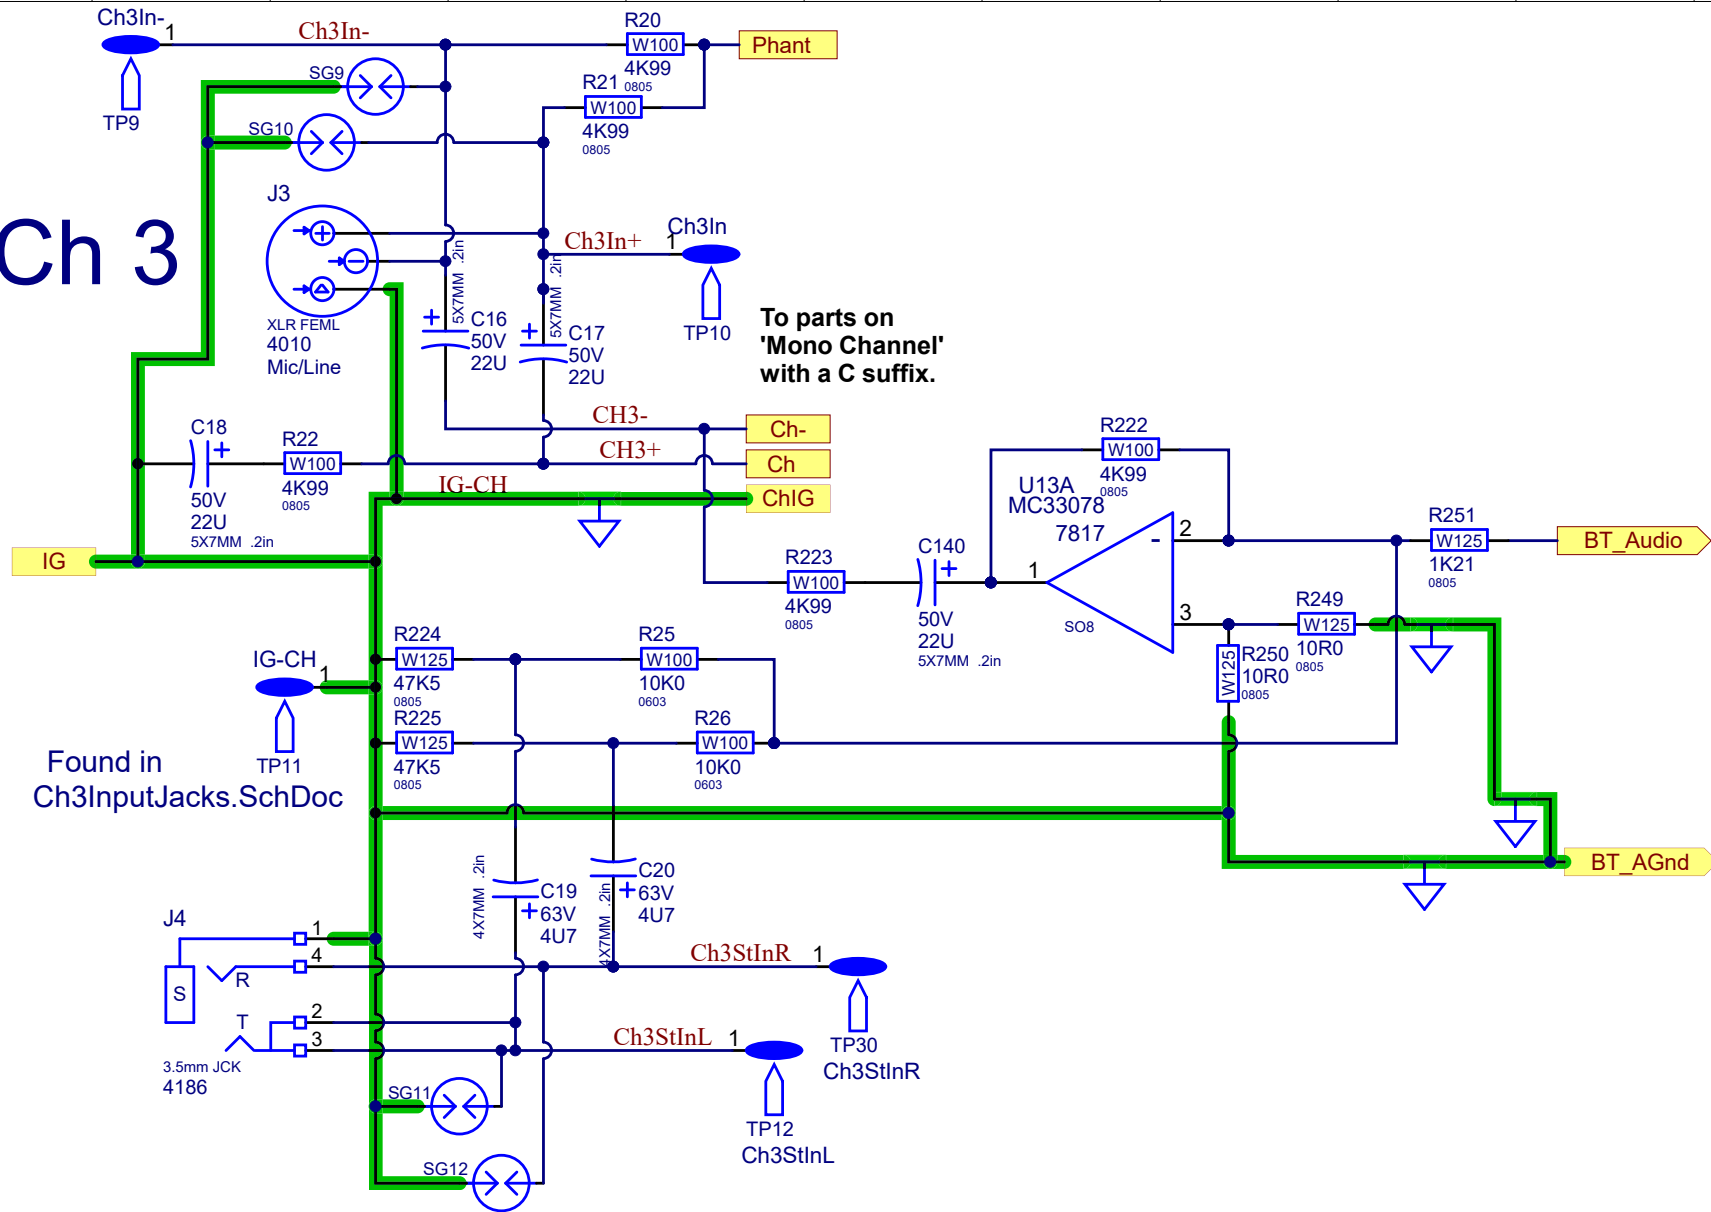 Ch3In-
1
Ch3In-
R20
W100
4K99
0805
Phant
SG9
R21
W100
4K99
0805
TP9
SG10
J3
Ch 3
XLR FEML
4010
Mic/Line
Ch3In
1
Ch3In+
TP10
5X7MM .2in
C16
50V
22U
5X7MM .2in
C17
50V
22U
To parts on
'Mono Channel'
with a C suffix.
CH3-
Ch-
CH3+
Ch
IG-CH
ChIG
C18
50V
22U
5X7MM .2in
R22
W100
4K99
0805
IG
R222
W100
4K99
0805
U13A
MC33078
7817
2
-
1
3
SO8
R251
W125
1K21
0805
BT_Audio
R223
W100
4K99
0805
C140
50V
22U
5X7MM .2in
R249
W125
10R0
0805
R250
W125
10R0
0805
R224
W125
47K5
0805
R25
W100
10K0
0603
IG-CH
1
TP11
R225
W125
47K5
0805
R26
W100
10K0
0603
Found in
Ch3InputJacks.SchDoc
BT_AGnd
4X7MM .2in
C19
63V
4U7
4X7MM .2in
C20
63V
4U7
J4
1
4
S
R
2
T
3
3.5mm JCK
4186
Ch3StInR
1
TP30
Ch3StInR
Ch3StInL
1
TP12
Ch3StInL
SG11
SG12